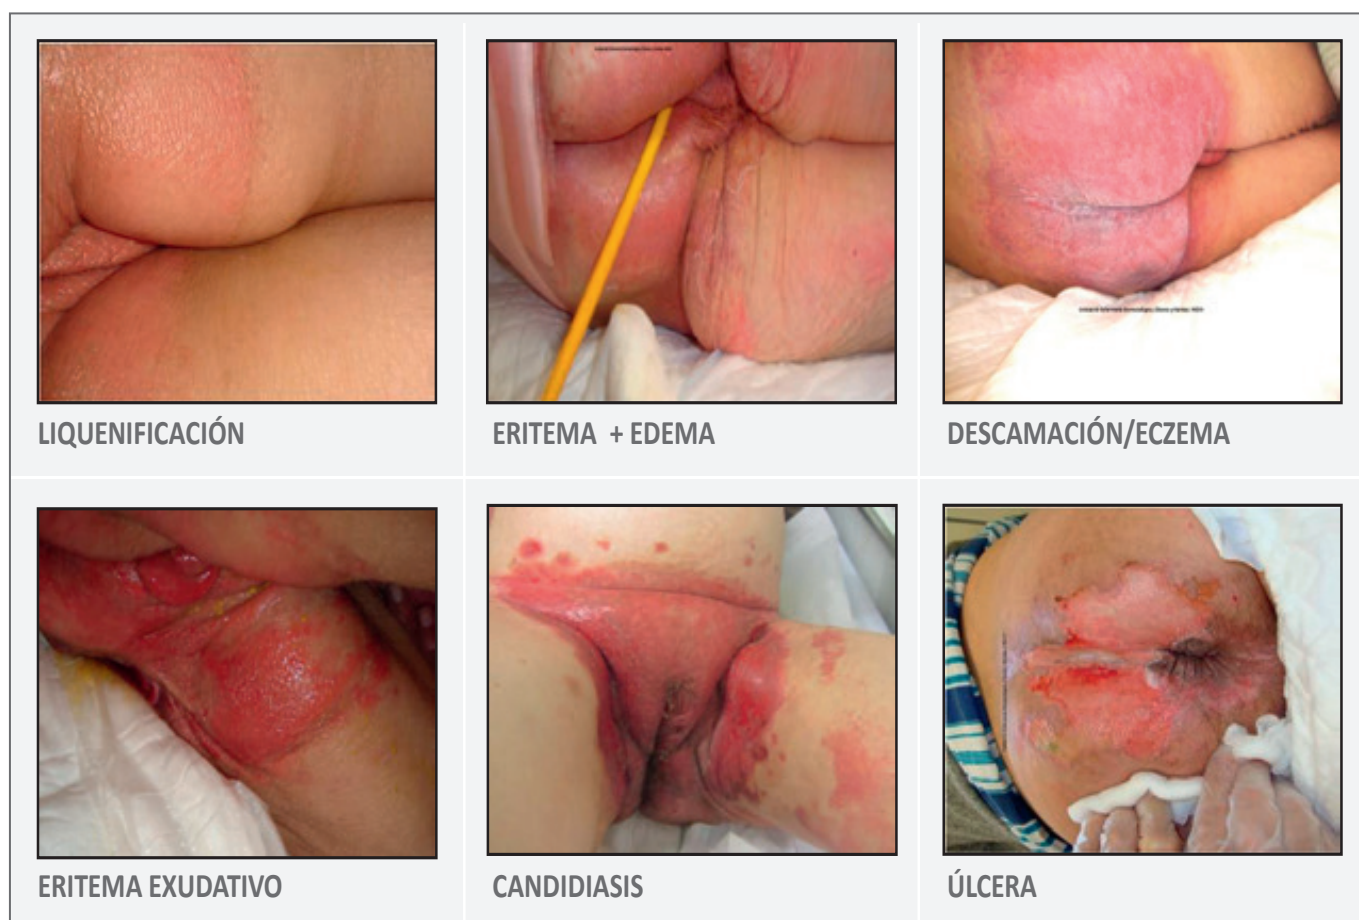 LIQUENIFICACIÓN
ERITEMA + EDEMA
DESCAMACIÓN/ECZEMA
ERITEMA EXUDATIVO
CANDIDIASIS
ÚLCERA